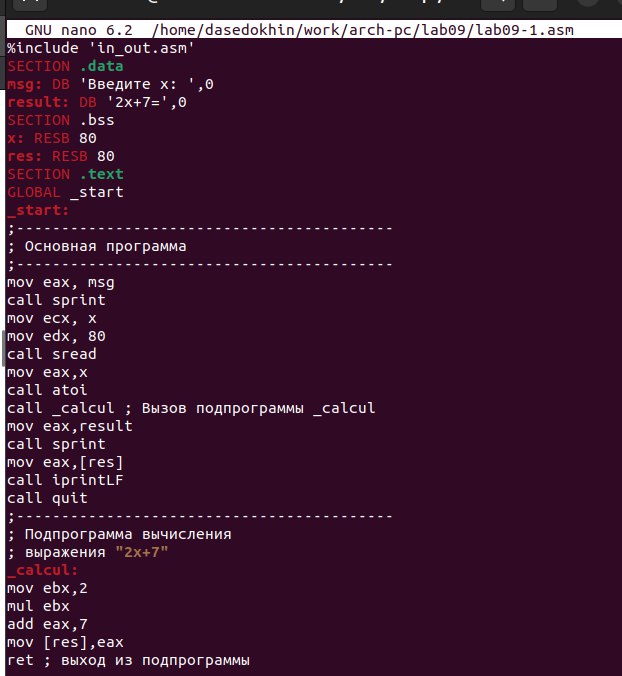 GNU nano 6.2 /home/dasedokhin/work/arch-pc/lab09/lab09-1.asm
%include 'in_out.asm'
SECTION .data
msg: DB 'Введите x: ',0
result: DB '2x+7=',0
SECTION .bss
x: RESB 80
res: RESB 80
SECTION .text
GLOBAL _start
_start:
;------------------------------------------
; Основная программа
;------------------------------------------
mov eax, msg
call sprint
mov ecx, x
mov edx, 80
call sread
mov eax,x
call atoi
call _calcul ; Вызов подпрограммы _calcul
mov eax,result
call sprint
mov eax,[res]
call iprintLF
call quit
;------------------------------------------
; Подпрограмма вычисления
; выражения "2x+7"
_calcul:
mov ebx,2
mul ebx
add eax,7
mov [res],eax
ret ; выход из подпрограммы